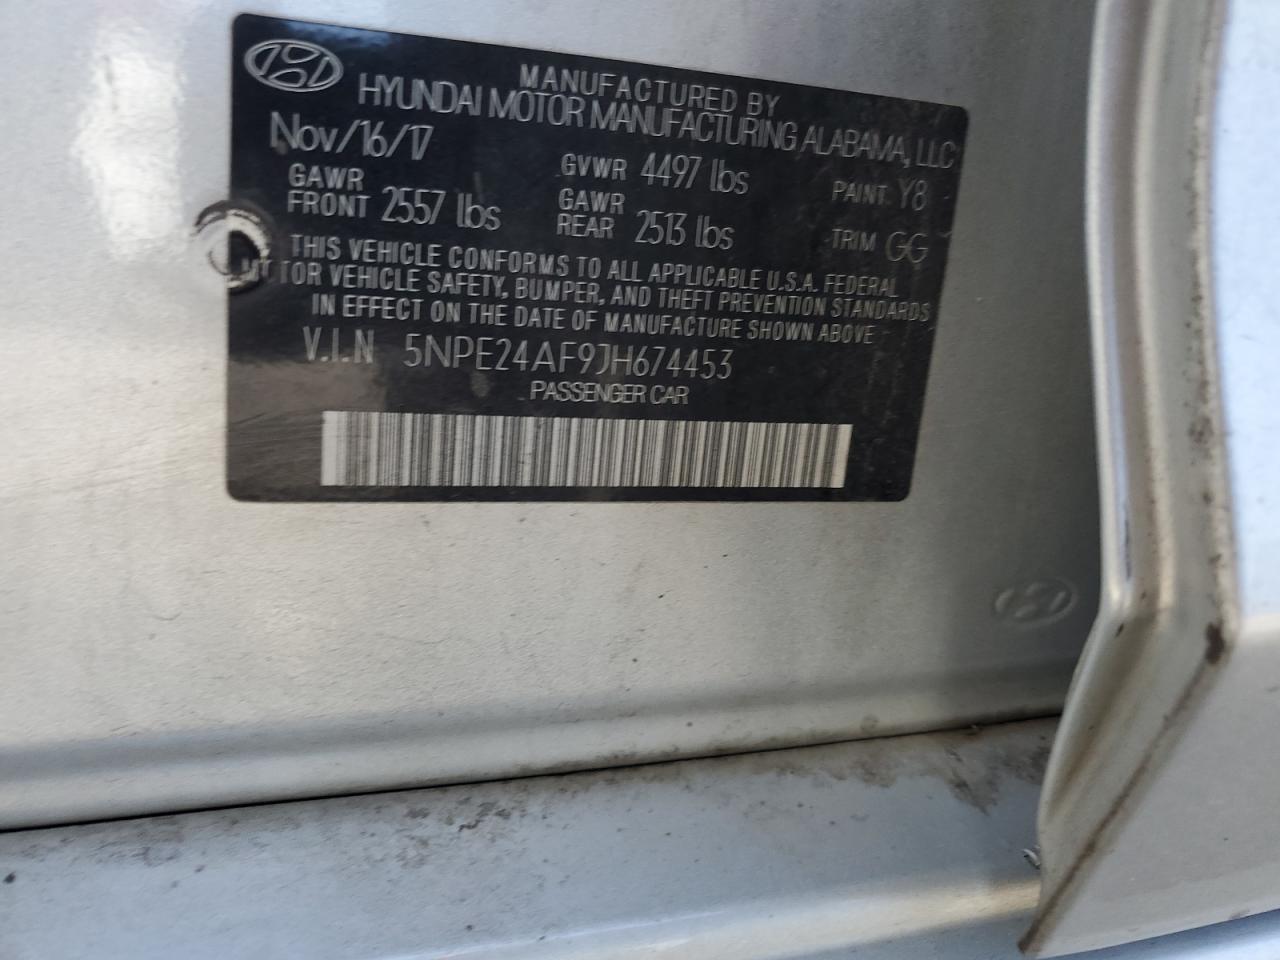 MANUFACTURED BY
HYUNDAI MOTOR MANUFACTURING ALABAMA, LLC
Nov/16/17
GVWR 4497 lbs
PAINT Y8
GAWR FRONT 2557 lbs
GAWR REAR 2513 lbs
TRIM GG
THIS VEHICLE CONFORMS TO ALL APPLICABLE U.S.A. FEDERAL
TOR VEHICLE SAFETY, BUMPER, AND THEFT PREVENTION STANDARDS
IN EFFECT ON THE DATE OF MANUFACTURE SHOWN ABOVE
V.I.N 5NPE24AF9JH674453
PASSENGER CAR